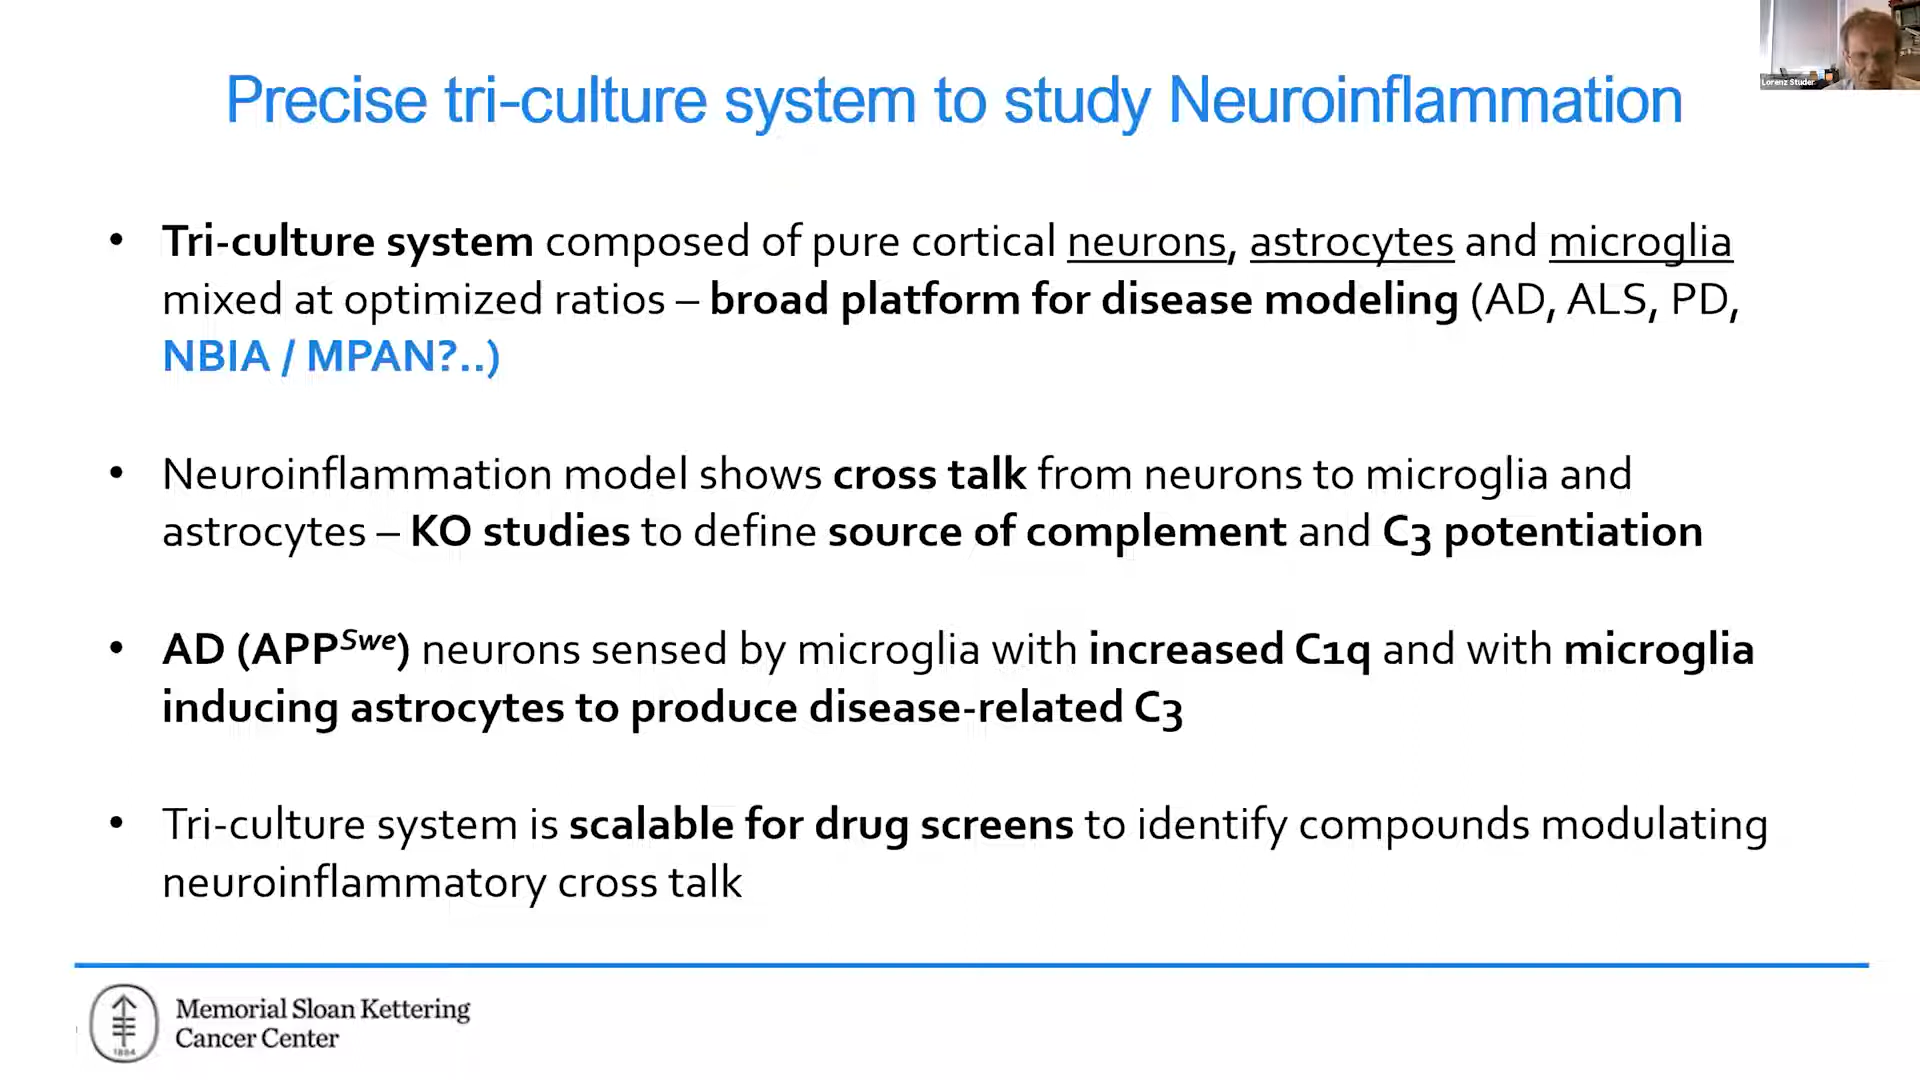 Lorenz Studer
Precise tri-culture system to study Neuroinflammation
• Tri-culture system composed of pure cortical neurons, astrocytes and microglia
mixed at optimized ratios – broad platform for disease modeling (AD, ALS, PD,
NBIA / MPAN?..)
• Neuroinflammation model shows cross talk from neurons to microglia and
astrocytes – KO studies to define source of complement and C3 potentiation
• AD (APPSwe) neurons sensed by microglia with increased C1q and with microglia
inducing astrocytes to produce disease-related C3
• Tri-culture system is scalable for drug screens to identify compounds modulating
neuroinflammatory cross talk
1884
Memorial Sloan Kettering
Cancer Center